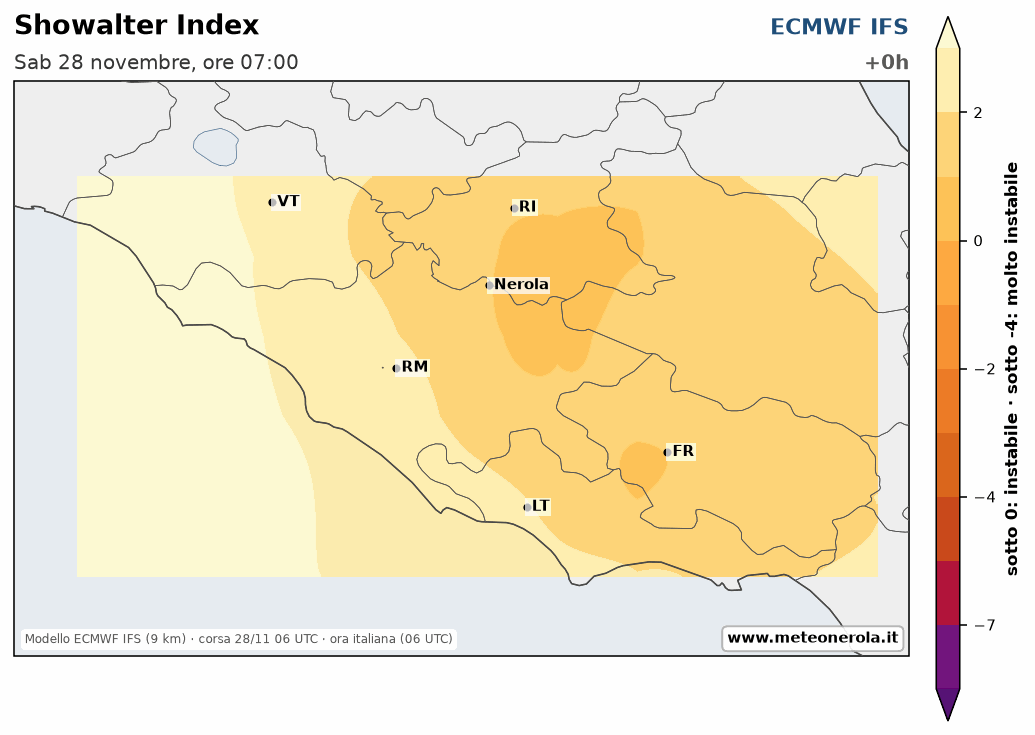 Showalter Index
ECMWF IFS
Sab 28 novembre, ore 07:00
+0h
VT
RI
Nerola
RM
FR
LT
2
0
−2
−4
−7
sotto 0: instabile · sotto -4: molto instabile
Modello ECMWF IFS (9 km) · corsa 28/11 06 UTC · ora italiana (06 UTC)
www.meteonerola.it